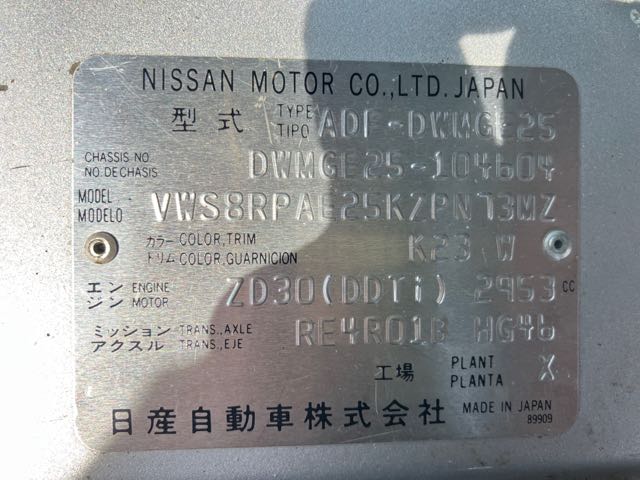 NISSAN MOTOR CO.,LTD. JAPAN
型式 TYPE TIPO ADF-DWMGE25
CHASSIS NO. NO. DE CHASIS DWMGE25-104604
MODEL MODELO VWS8RPAE25KZPN73MZ
カラー COLOR,TRIM K23 W
トリム COLOR,GUARNICION
エンジン ENGINE MOTOR ZD30(DDTi) 2953 CC
ミッション TRANS.,AXLE RE4R01B HG46
アクスル TRANS.,EJE
工場 PLANT PLANTA X
日産自動車株式会社 MADE IN JAPAN
89909